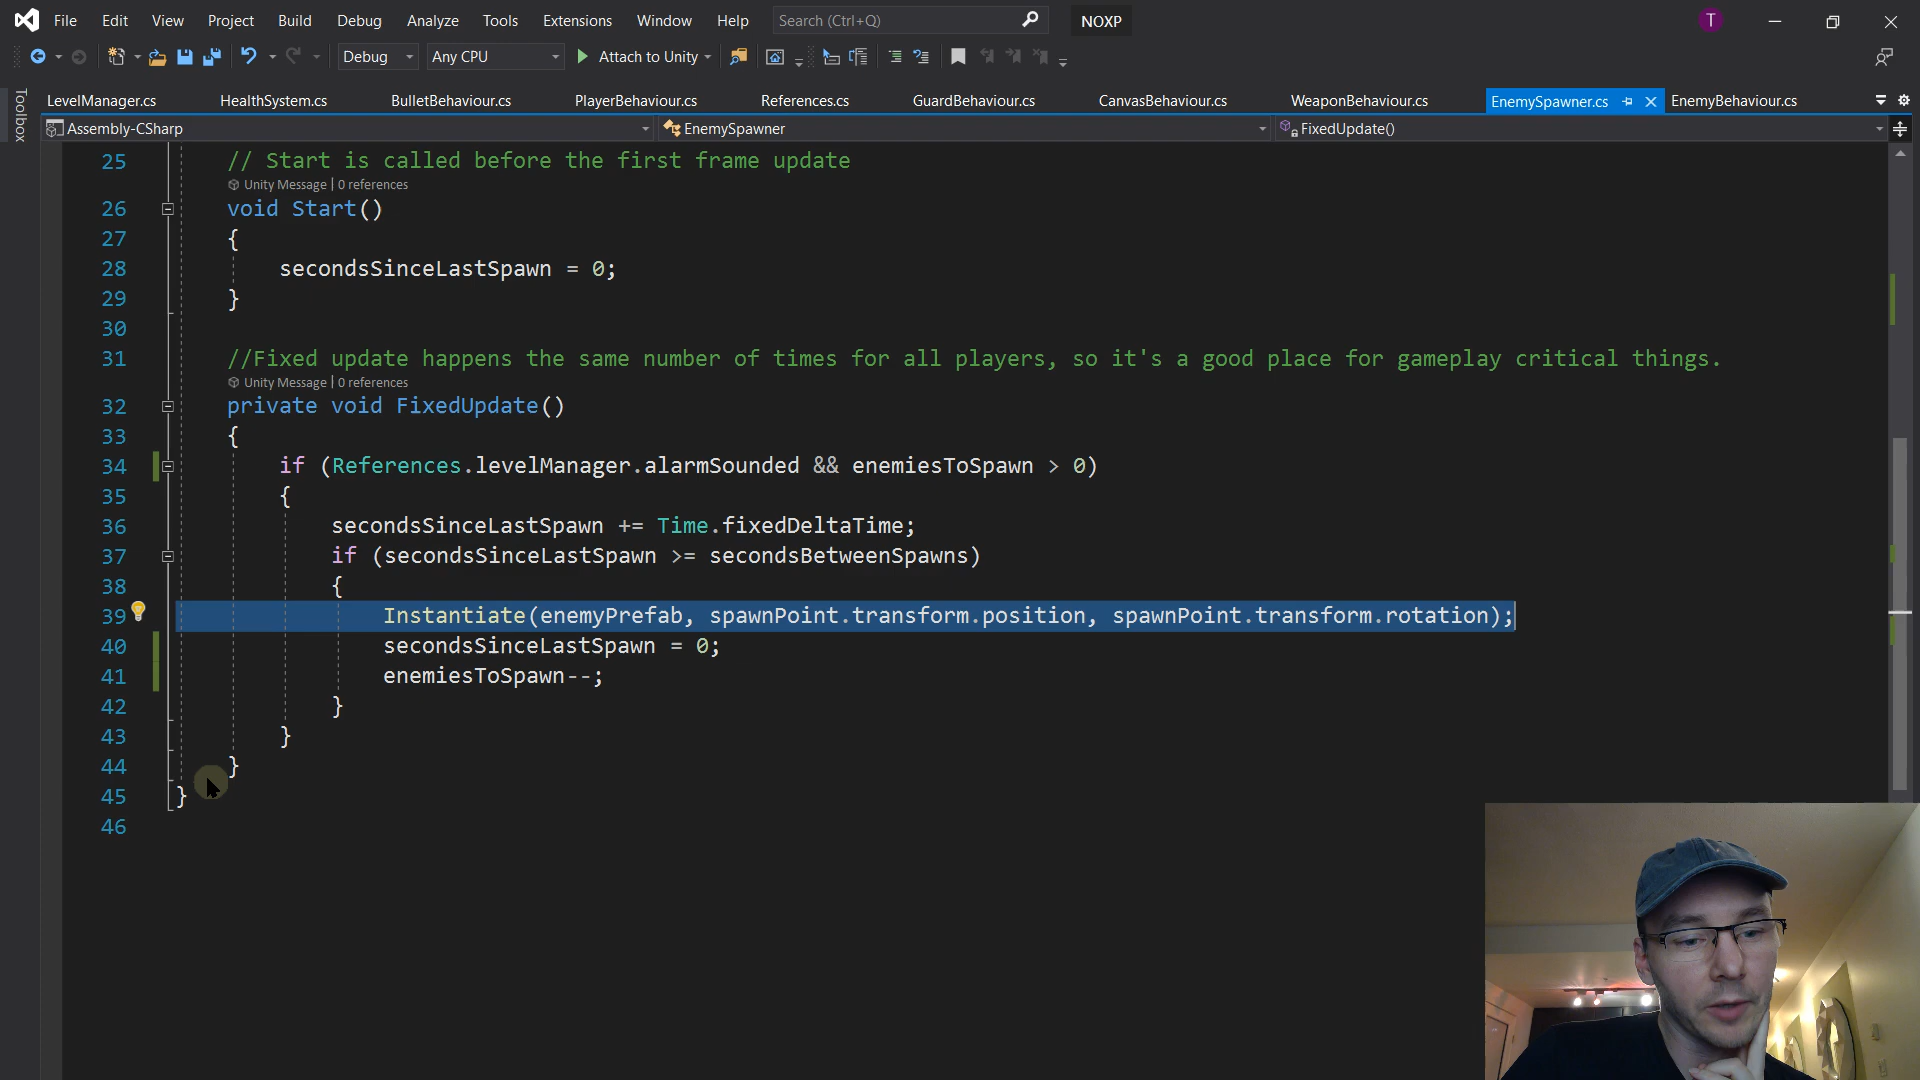 File Edit View Project Build Debug Analyze Tools Extensions Window Help Search (Ctrl+Q) NOXP T
Debug Any CPU Attach to Unity
Toolbox
LevelManager.cs HealthSystem.cs BulletBehaviour.cs PlayerBehaviour.cs References.cs GuardBehaviour.cs CanvasBehaviour.cs WeaponBehaviour.cs EnemySpawner.cs EnemyBehaviour.cs
Assembly-CSharp EnemySpawner FixedUpdate()
25 // Start is called before the first frame update
Unity Message | 0 references
26 void Start()
27 {
28 secondsSinceLastSpawn = 0;
29 }
30
31 //Fixed update happens the same number of times for all players, so it's a good place for gameplay critical things.
Unity Message | 0 references
32 private void FixedUpdate()
33 {
34 if (References.levelManager.alarmSounded && enemiesToSpawn > 0)
35 {
36 secondsSinceLastSpawn += Time.fixedDeltaTime;
37 if (secondsSinceLastSpawn >= secondsBetweenSpawns)
38 {
39 Instantiate(enemyPrefab, spawnPoint.transform.position, spawnPoint.transform.rotation);
40 secondsSinceLastSpawn = 0;
41 enemiesToSpawn--;
42 }
43 }
44 }
45 }
46